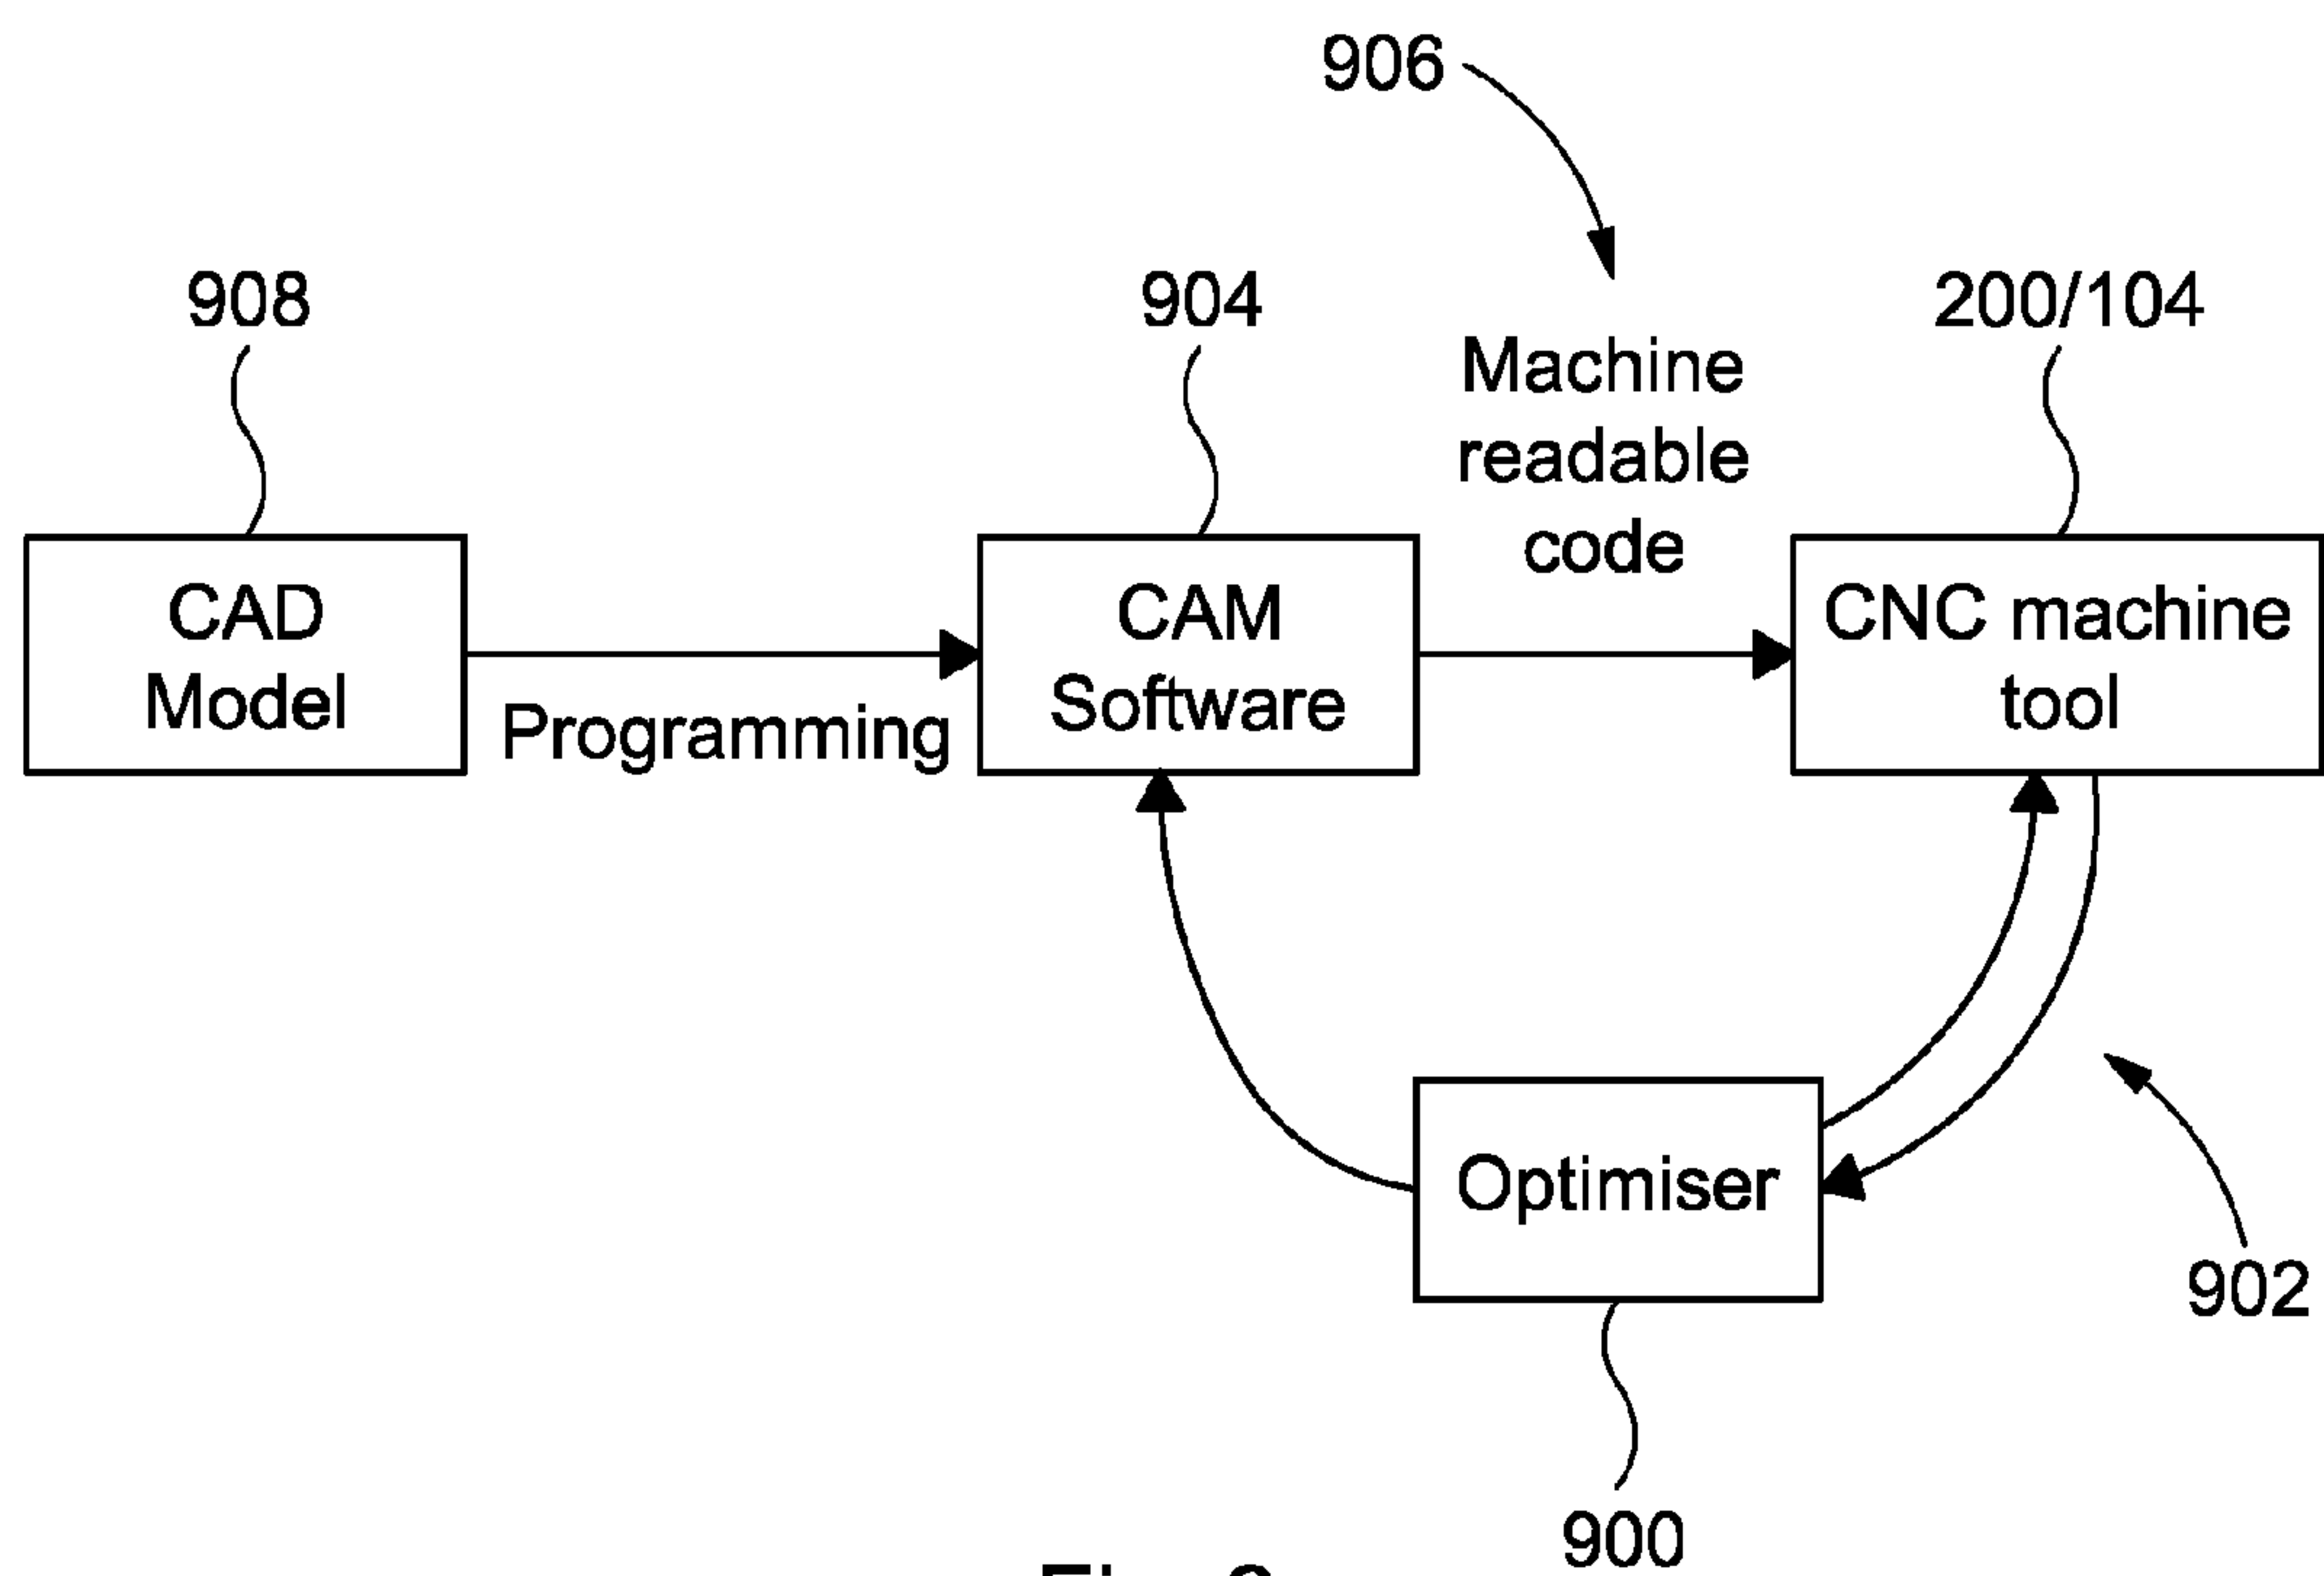 906
908
904
200/104
Machine
readable
code
CAD
Model
Programming
CAM
Software
CNC machine
tool
Optimiser
902
900